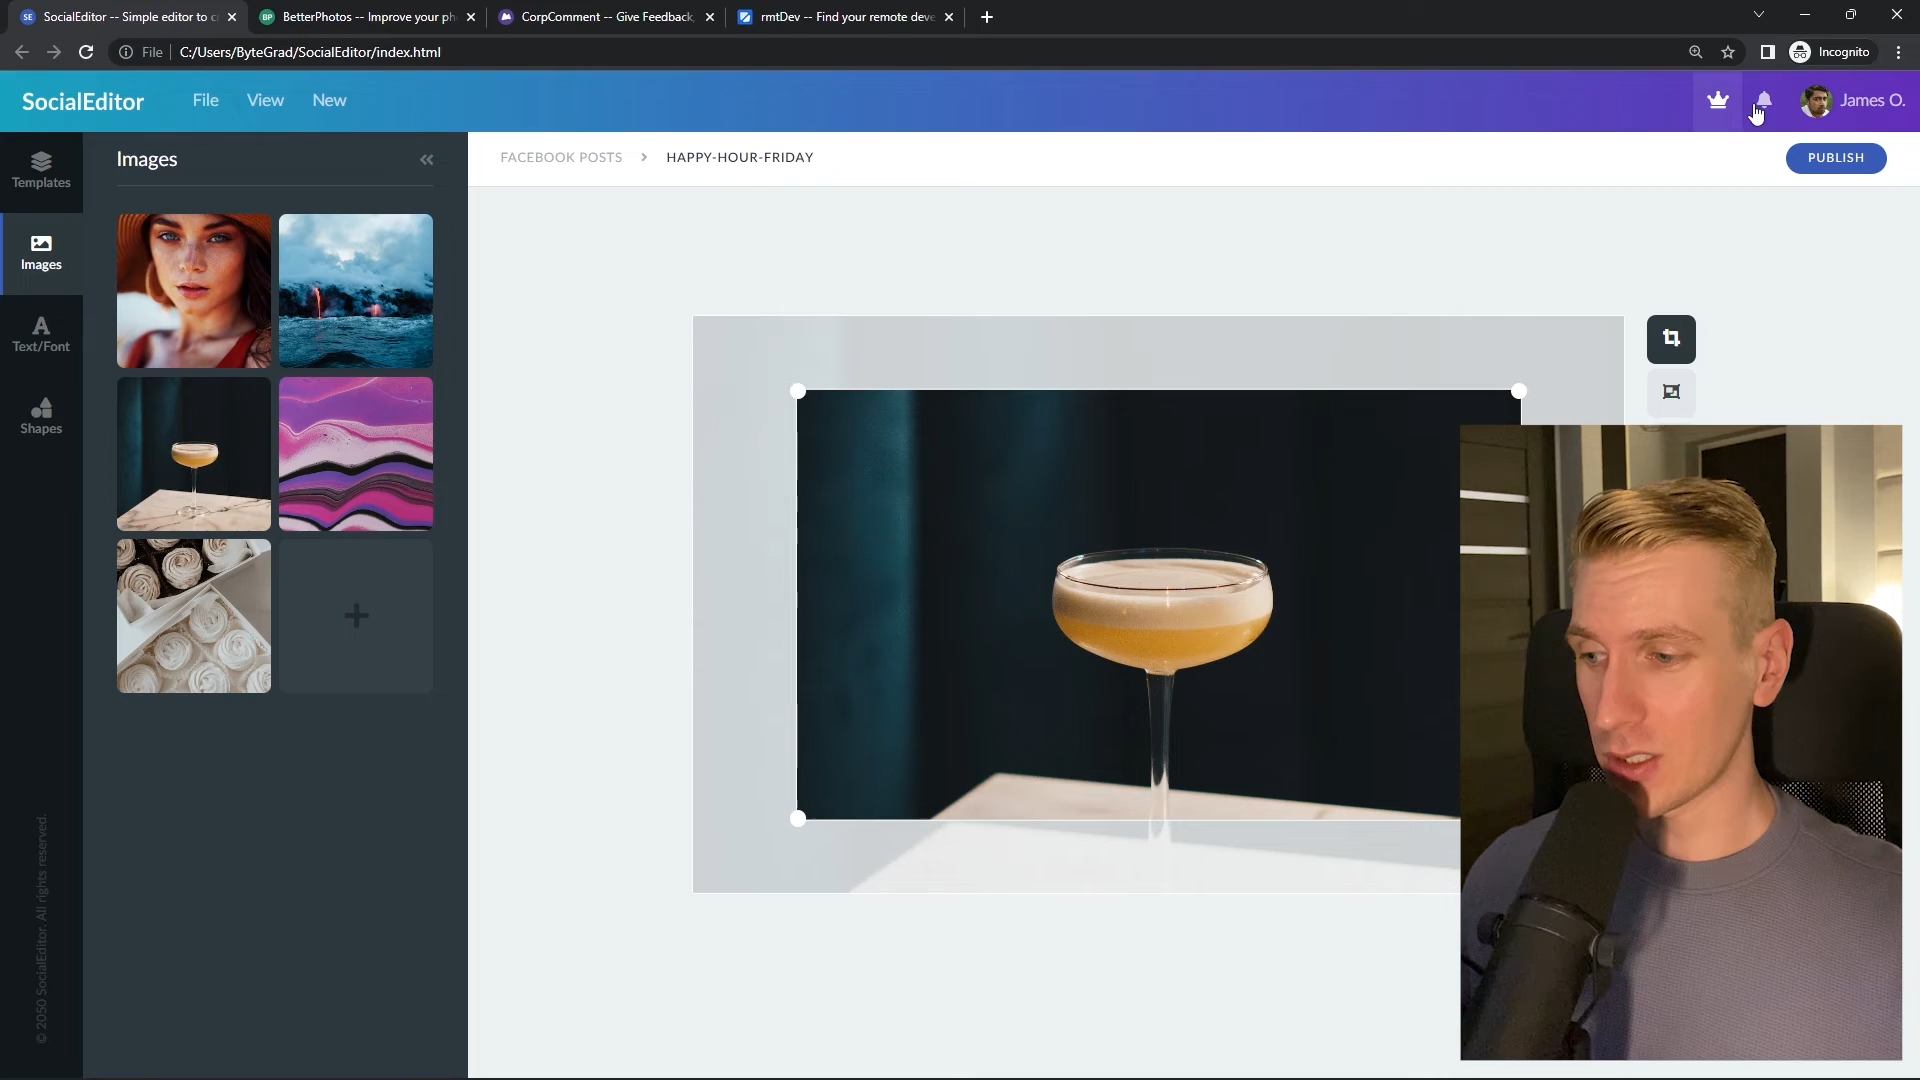 SE SocialEditor -- Simple editor to c
BP BetterPhotos -- Improve your ph
CorpComment -- Give Feedback,
rmtDev -- Find your remote deve
File C:/Users/ByteGrad/SocialEditor/index.html
Incognito
SocialEditor
File
View
New
James O.
Templates
Images
Text/Font
Shapes
© 2050 SocialEditor. All rights reserved.
Images
FACEBOOK POSTS > HAPPY-HOUR-FRIDAY
PUBLISH